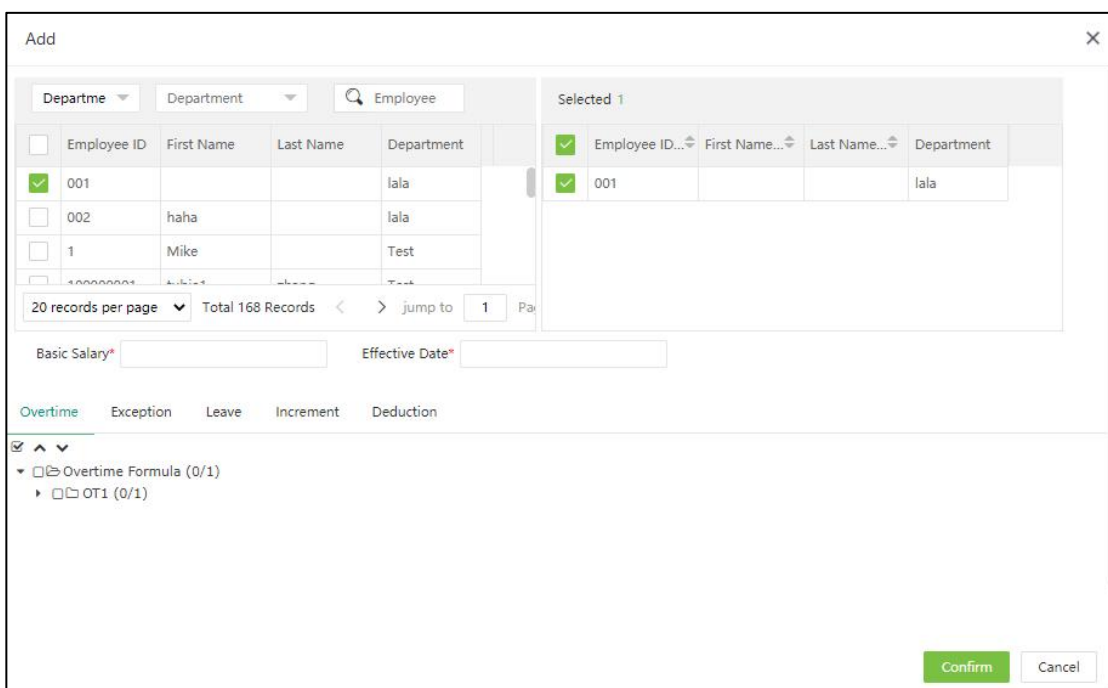 Add
Departme Department Employee
Employee ID First Name Last Name Department
001 lala
002 haha lala
1 Mike Test
20 records per page Total 168 Records jump to 1 Pa
Selected 1
Employee ID... First Name... Last Name... Department
001 lala
Basic Salary* Effective Date*
Overtime Exception Leave Increment Deduction
Overtime Formula (0/1)
OT1 (0/1)
Confirm Cancel